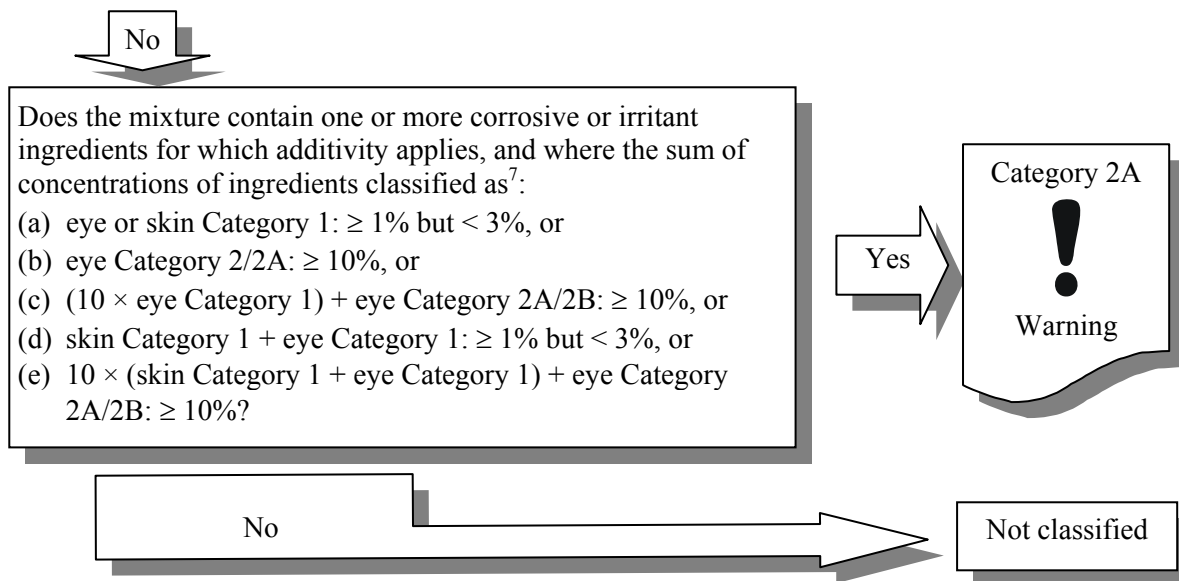 No
Does the mixture contain one or more corrosive or irritant
ingredients for which additivity applies, and where the sum of
concentrations of ingredients classified as⁷:
(a) eye or skin Category 1: ≥ 1% but < 3%, or
(b) eye Category 2/2A: ≥ 10%, or
(c) (10 × eye Category 1) + eye Category 2A/2B: ≥ 10%, or
(d) skin Category 1 + eye Category 1: ≥ 1% but < 3%, or
(e) 10 × (skin Category 1 + eye Category 1) + eye Category
2A/2B: ≥ 10%?
Yes
Category 2A
!
Warning
No
Not classified